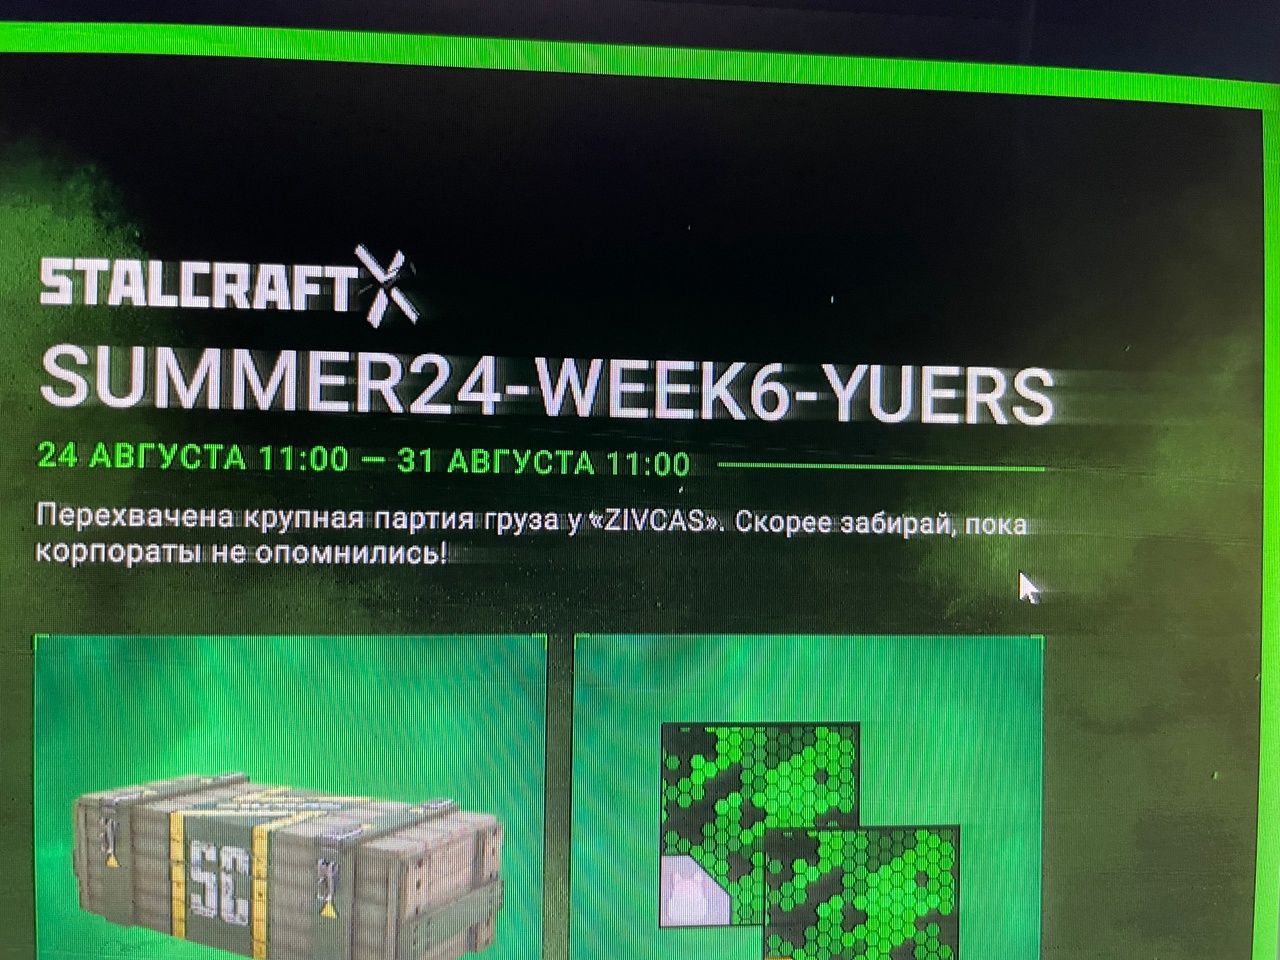 STALCRAFT X
SUMMER24-WEEK6-YUERS
24 АВГУСТА 11:00 — 31 АВГУСТА 11:00
Перехвачена крупная партия груза у «ZIVCAS». Скорее забирай, пока
корпораты не опомнились!
SC